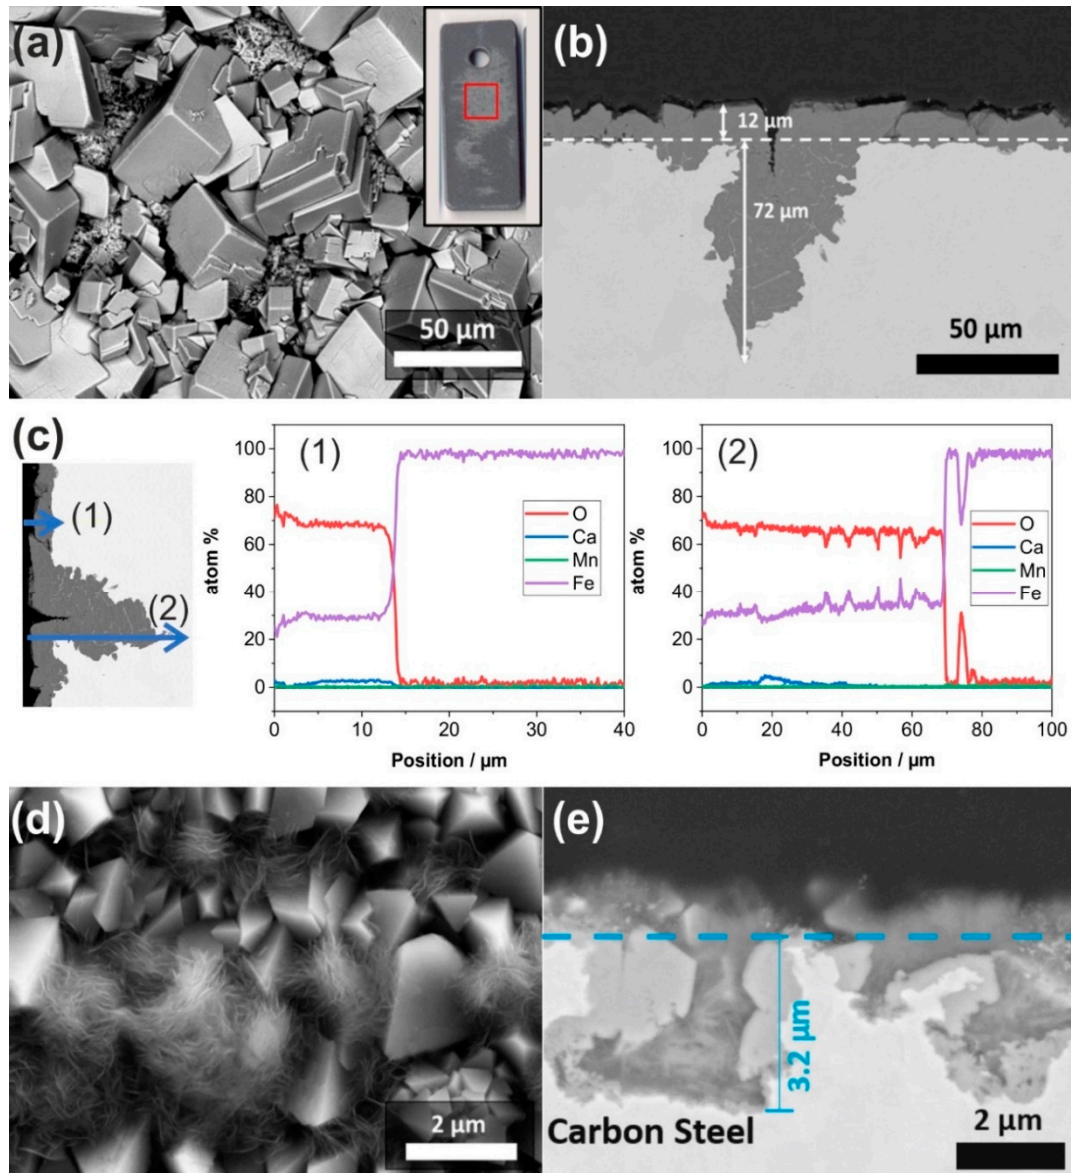 (a)
50 µm
(b)
12 µm
72 µm
50 µm
(c)
(1)
(2)
(1)
100
80
60
40
20
0
atom %
O
Ca
Mn
Fe
0 10 20 30 40
Position / µm
(2)
100
80
60
40
20
0
atom %
O
Ca
Mn
Fe
0 20 40 60 80 100
Position / µm
(d)
2 µm
(e)
3.2 µm
Carbon Steel
2 µm